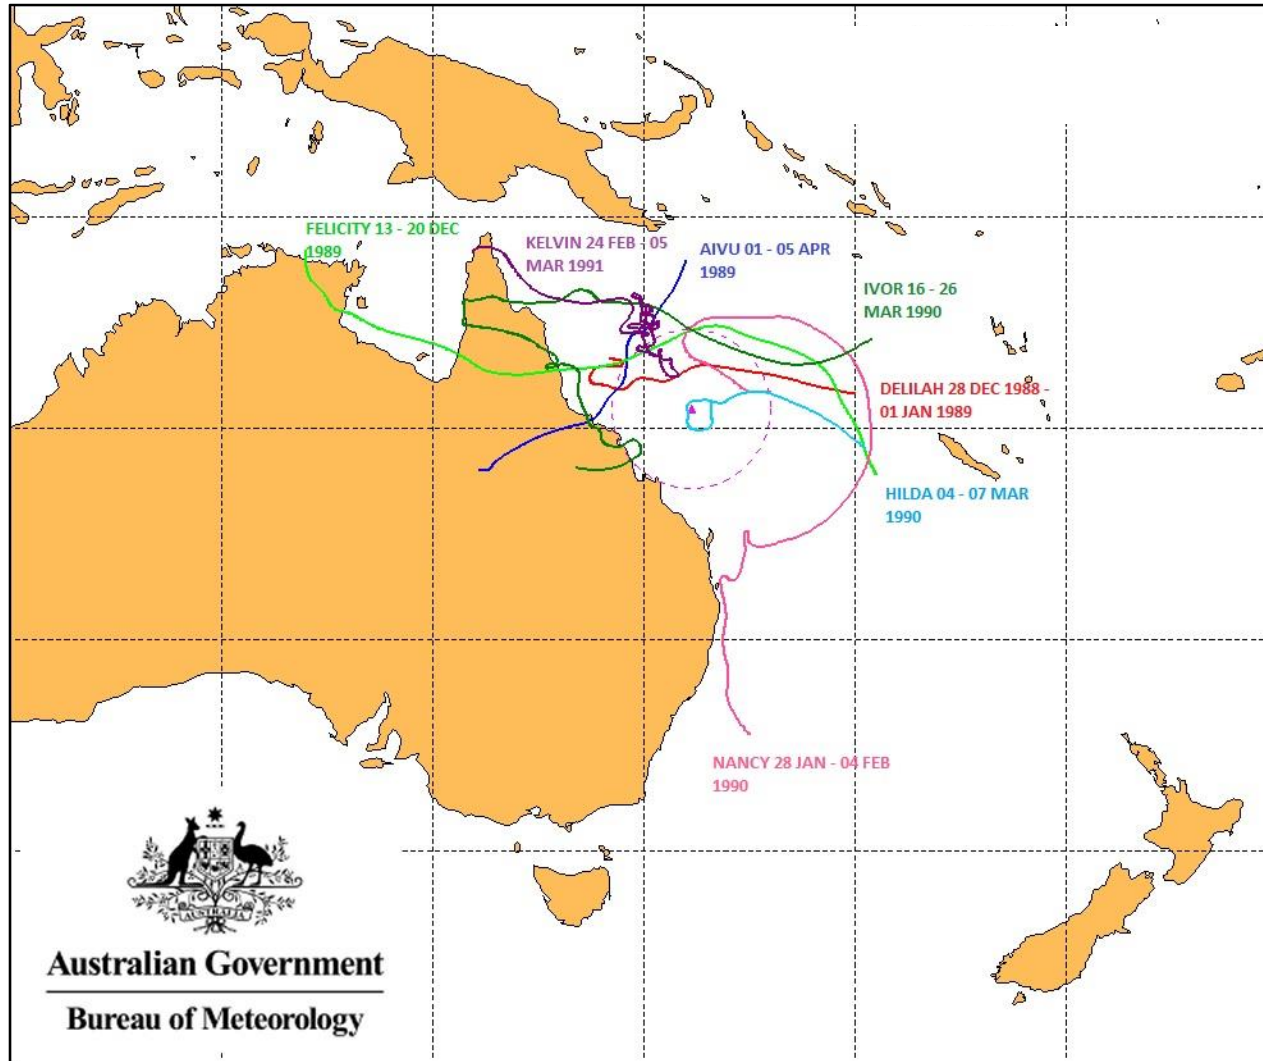 FELICITY 13 - 20 DEC
1989
KELVIN 24 FEB - 05
MAR 1991
AIVU 01 - 05 APR
1989
IVOR 16 - 26
MAR 1990
DELILAH 28 DEC 1988 -
01 JAN 1989
HILDA 04 - 07 MAR
1990
NANCY 28 JAN - 04 FEB
1990
AUSTRALIA
Australian Government
Bureau of Meteorology